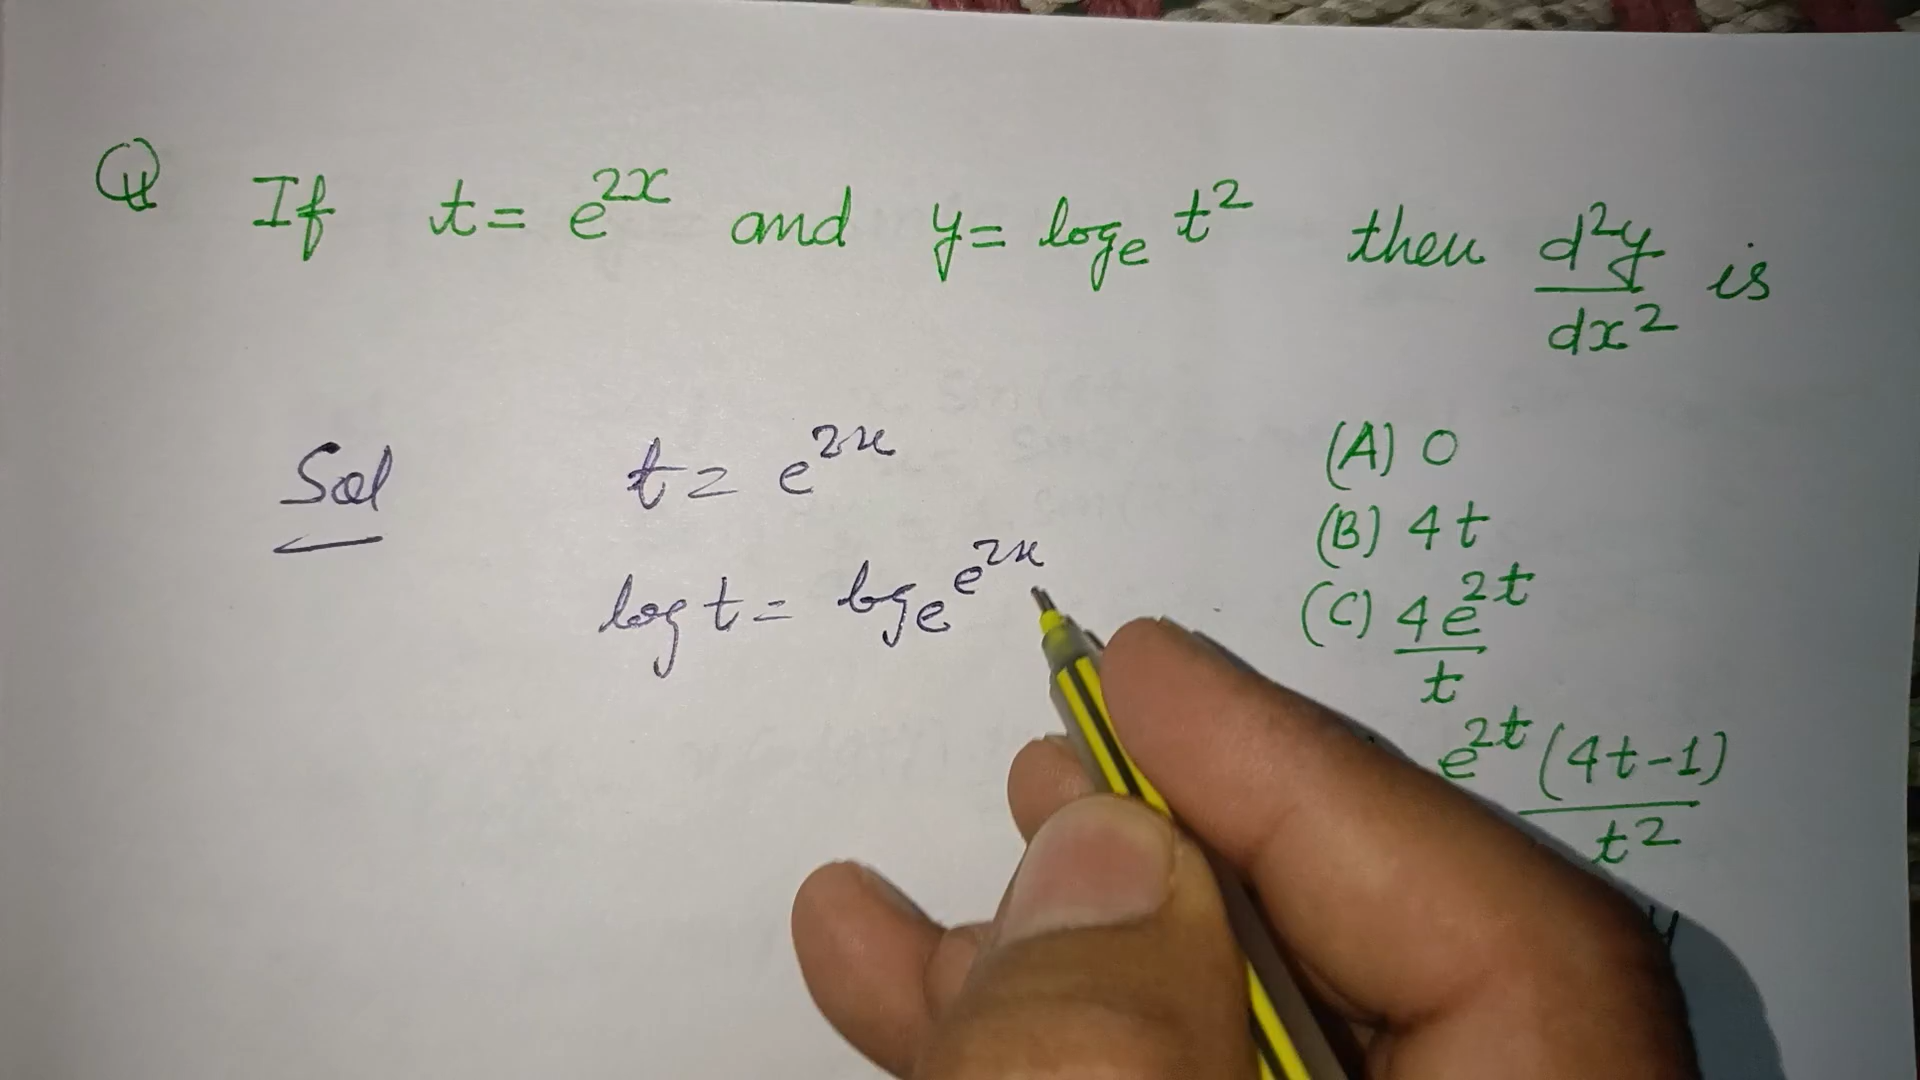 Q If t = e^2x and y = log_e t^2 then d^2y/dx^2 is
Sol t = e^2x
log t = log_e e^2x
(A) 0
(B) 4t
(C) 4e^2t/t
e^2t(4t-1)/t^2